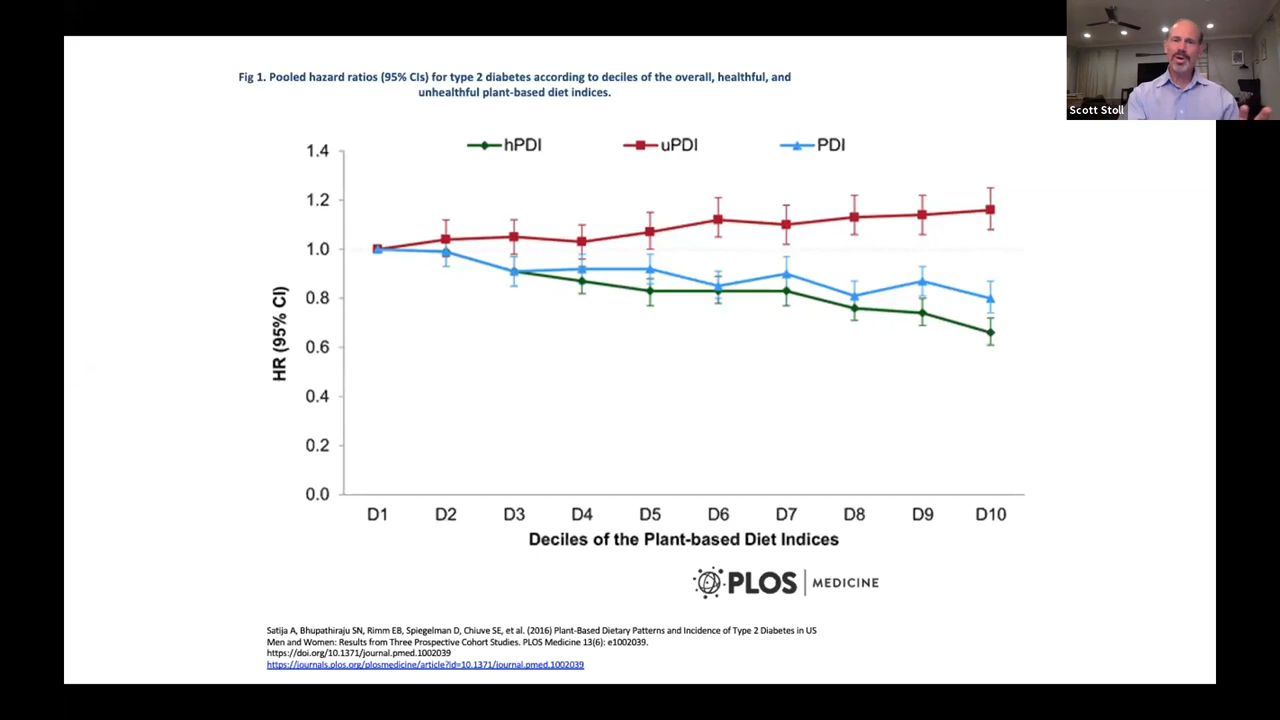 Fig 1. Pooled hazard ratios (95% CIs) for type 2 diabetes according to deciles of the overall, healthful, and
unhealthful plant-based diet indices.
Scott Stoll
hPDI
uPDI
PDI
1.4
1.2
1.0
0.8
0.6
0.4
0.2
0.0
HR (95% CI)
D1 D2 D3 D4 D5 D6 D7 D8 D9 D10
Deciles of the Plant-based Diet Indices
PLOS MEDICINE
Satija A, Bhupathiraju SN, Rimm EB, Spiegelman D, Chiuve SE, et al. (2016) Plant-Based Dietary Patterns and Incidence of Type 2 Diabetes in US
Men and Women: Results from Three Prospective Cohort Studies. PLOS Medicine 13(6): e1002039.
https://doi.org/10.1371/journal.pmed.1002039
https://journals.plos.org/plosmedicine/article?id=10.1371/journal.pmed.1002039